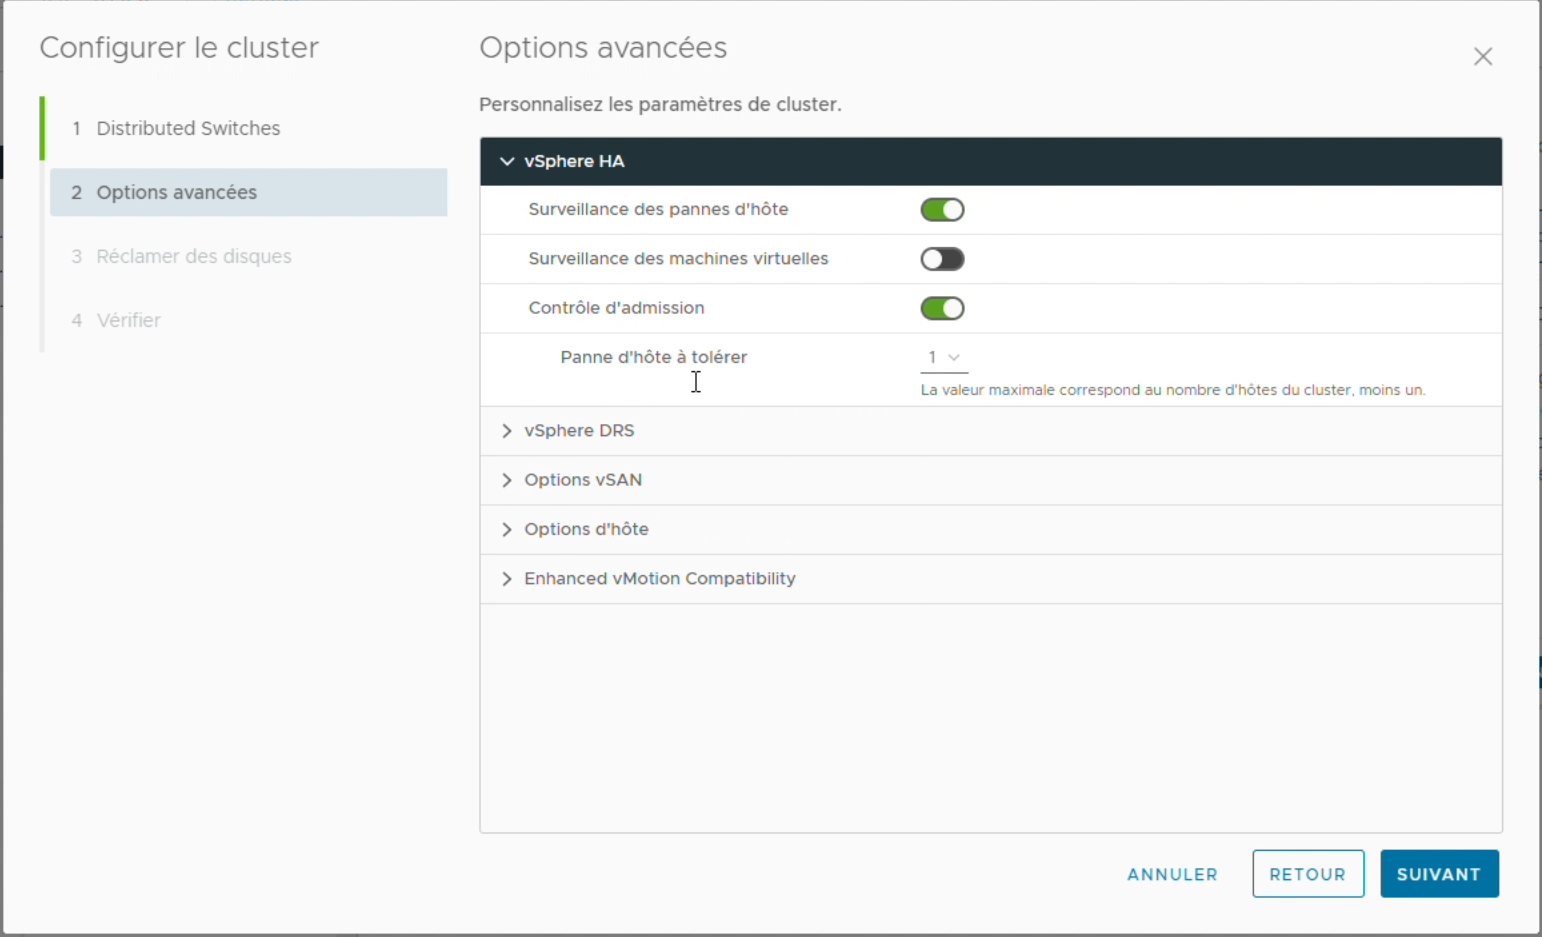 Configurer le cluster
1 Distributed Switches
2 Options avancées
3 Réclamer des disques
4 Vérifier
Options avancées
Personnalisez les paramètres de cluster.
vSphere HA
Surveillance des pannes d'hôte
Surveillance des machines virtuelles
Contrôle d'admission
Panne d'hôte à tolérer 1
La valeur maximale correspond au nombre d'hôtes du cluster, moins un.
vSphere DRS
Options vSAN
Options d'hôte
Enhanced vMotion Compatibility
ANNULER RETOUR SUIVANT